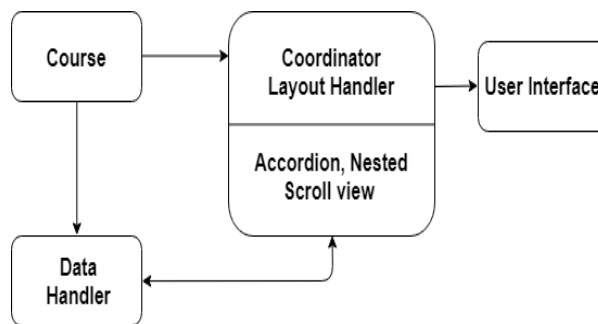 Course
Coordinator
Layout Handler
User Interface
Accordion, Nested
Scroll view
Data
Handler